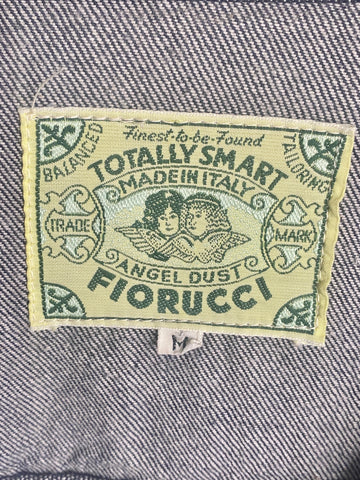 Finest-to-be-Found
BALANCED
TAILORING
TOTALLY SMART
MADE IN ITALY
TRADE
MARK
ANGEL DUST
FIORUCCI
M